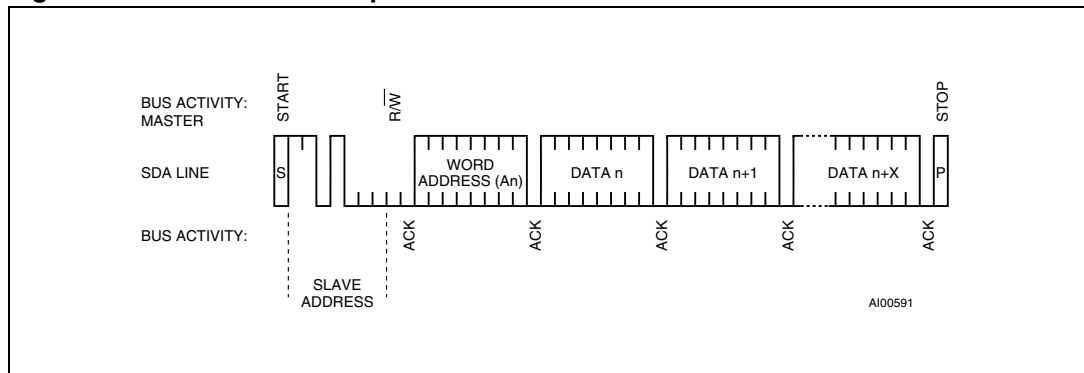 BUS ACTIVITY:
MASTER
START
R/W
STOP
SDA LINE
S
WORD
ADDRESS (An)
DATA n
DATA n+1
DATA n+X
P
BUS ACTIVITY:
ACK
ACK
ACK
ACK
ACK
SLAVE
ADDRESS
AI00591